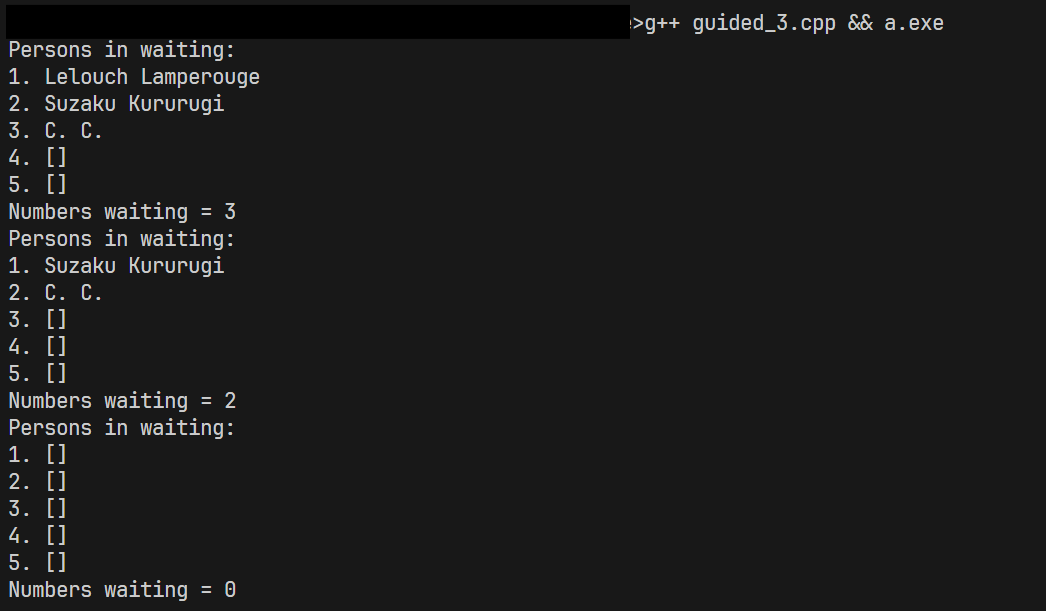 >g++ guided_3.cpp && a.exe
Persons in waiting:
1. Lelouch Lamperouge
2. Suzaku Kururugi
3. C. C.
4. []
5. []
Numbers waiting = 3
Persons in waiting:
1. Suzaku Kururugi
2. C. C.
3. []
4. []
5. []
Numbers waiting = 2
Persons in waiting:
1. []
2. []
3. []
4. []
5. []
Numbers waiting = 0